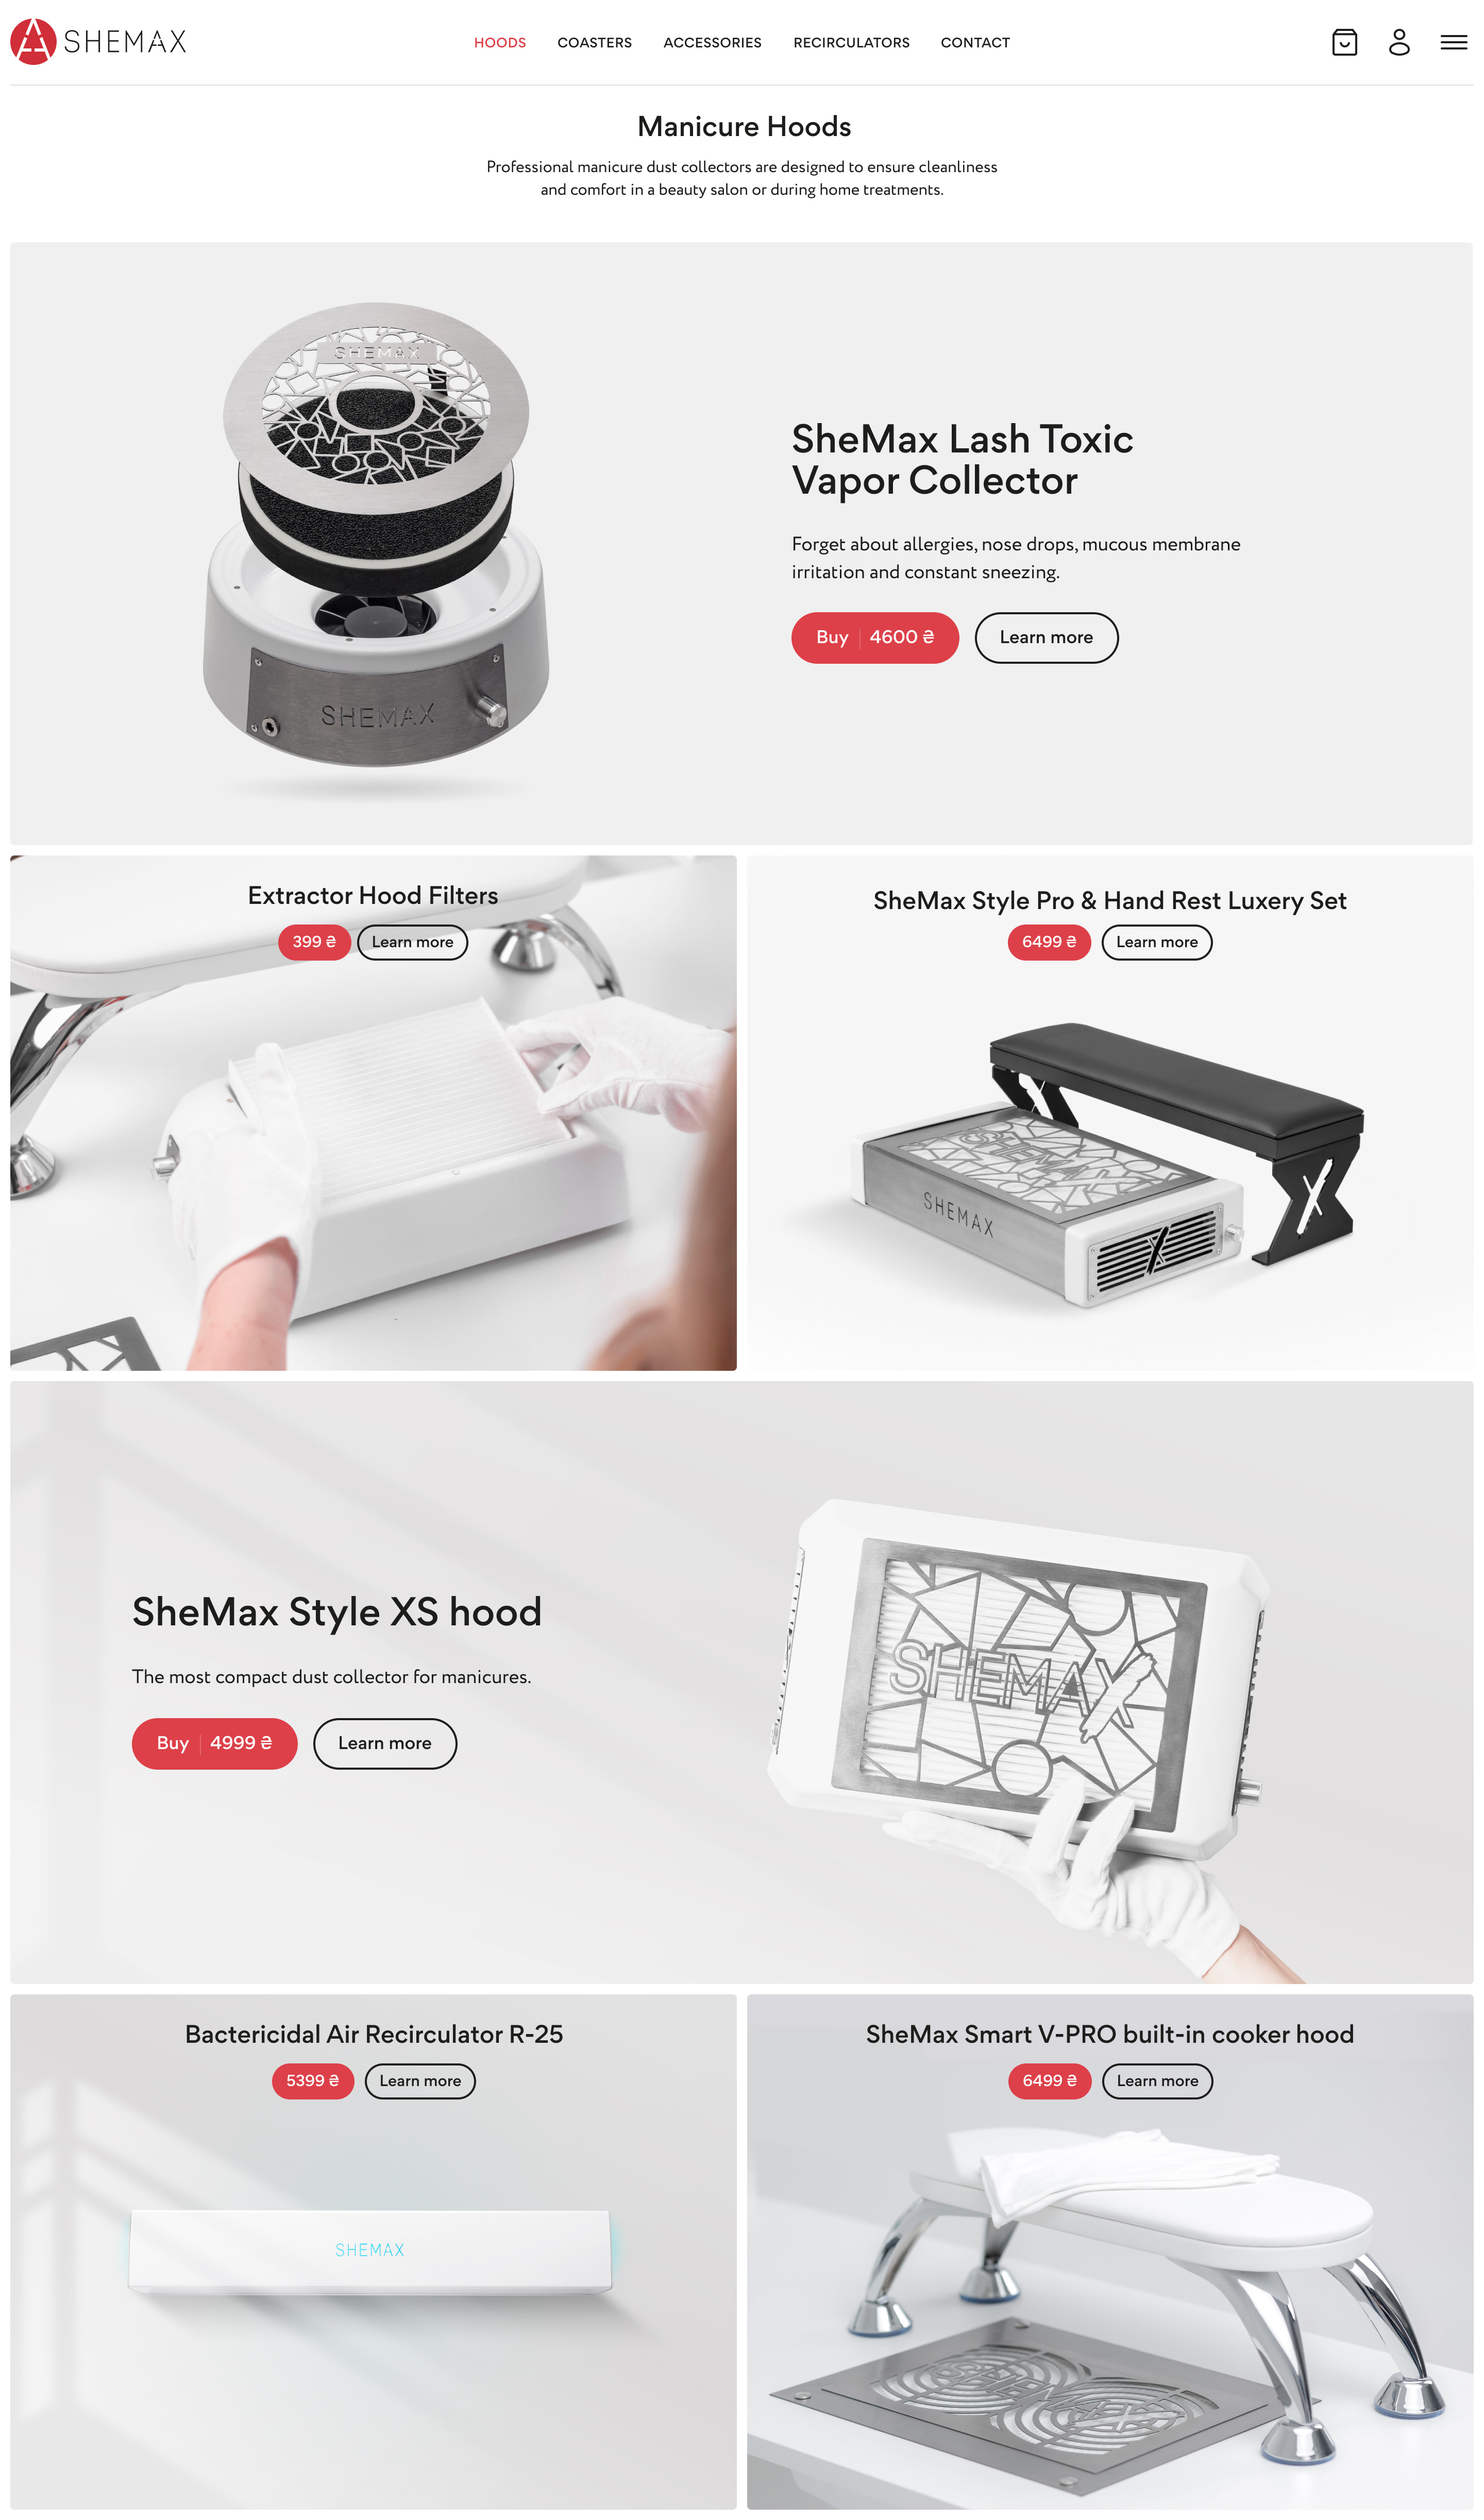 SHEMAX
HOODS
COASTERS
ACCESSORIES
RECIRCULATORS
CONTACT
Manicure Hoods
Professional manicure dust collectors are designed to ensure cleanliness
and comfort in a beauty salon or during home treatments.
SHEMAX
SHEMAX
SheMax Lash Toxic
Vapor Collector
Forget about allergies, nose drops, mucous membrane
irritation and constant sneezing.
Buy 4600 ₴
Learn more
Extractor Hood Filters
399 ₴
Learn more
SheMax Style Pro & Hand Rest Luxery Set
6499 ₴
Learn more
SHEMAX
SHEMAX
X
X
SheMax Style XS hood
The most compact dust collector for manicures.
Buy 4999 ₴
Learn more
SHEMAX
Bactericidal Air Recirculator R-25
5399 ₴
Learn more
SHEMAX
SheMax Smart V-PRO built-in cooker hood
6499 ₴
Learn more
SHEMAX